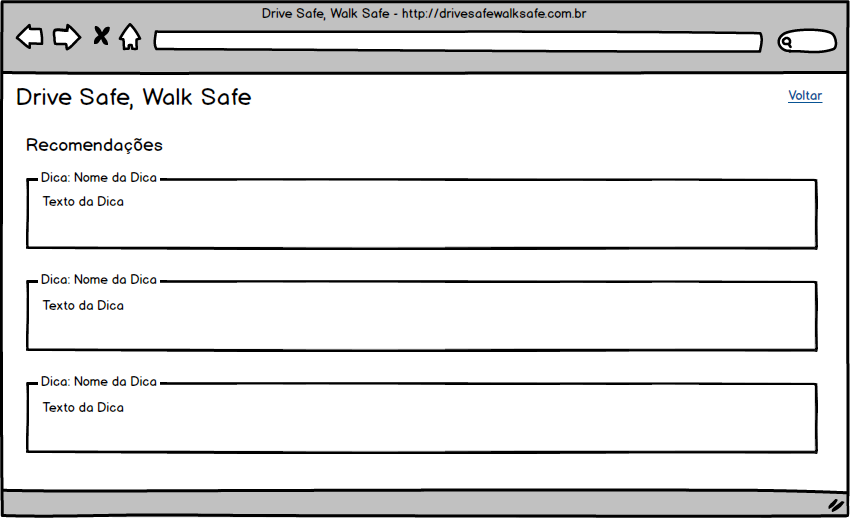 Drive Safe, Walk Safe - http://drivesafewalksafe.com.br
Drive Safe, Walk Safe
Voltar
Recomendações
Dica: Nome da Dica
Texto da Dica
Dica: Nome da Dica
Texto da Dica
Dica: Nome da Dica
Texto da Dica